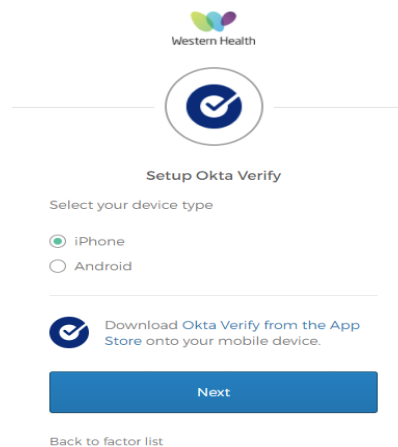 Western Health
Setup Okta Verify
Select your device type
iPhone
Android
Download Okta Verify from the App
Store onto your mobile device.
Next
Back to factor list